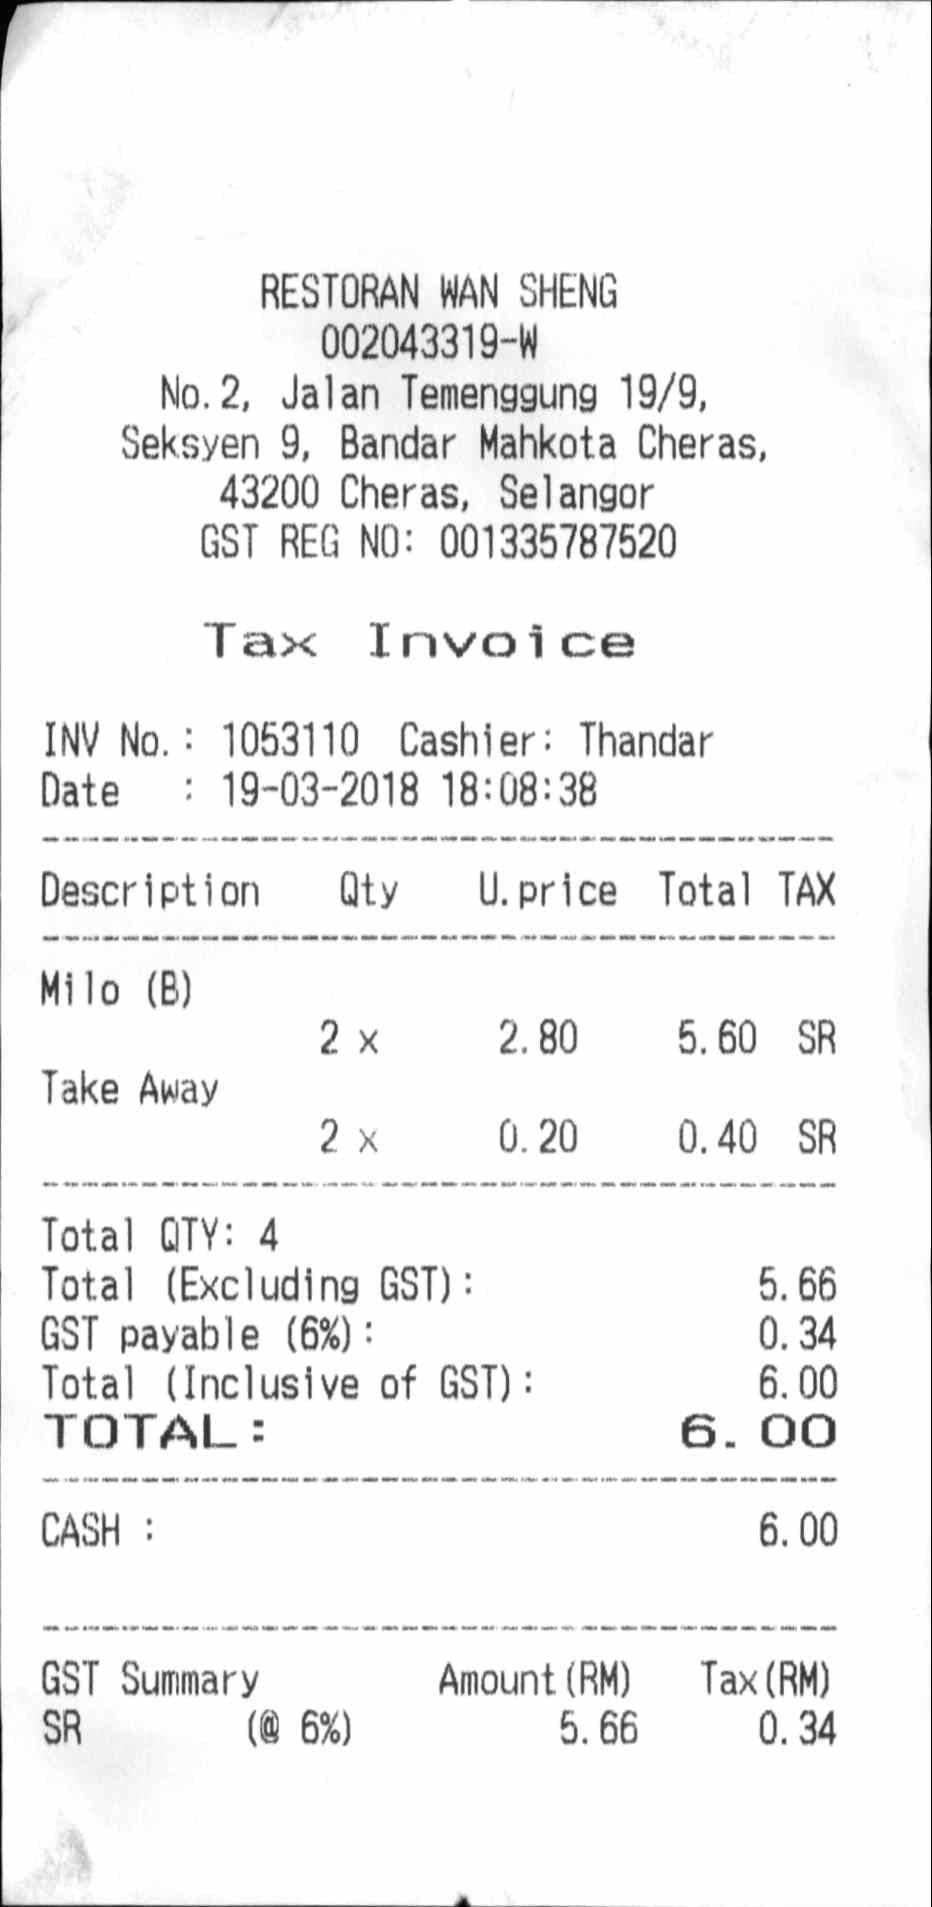 RESTORAN WAN SHENG
002043319-W
No.2, Jalan Temenggung 19/9,
Seksyen 9, Bandar Mahkota Cheras,
43200 Cheras, Selangor
GST REG NO: 001335787520
Tax Invoice
INV No.: 1053110 Cashier: Thandar
Date : 19-03-2018 18:08:38
Description Qty U.price Total TAX
Milo (B)
2 x 2.80 5.60 SR
Take Away
2 x 0.20 0.40 SR
Total QTY: 4
Total (Excluding GST): 5.66
GST payable (6%): 0.34
Total (Inclusive of GST): 6.00
TOTAL: 6.00
CASH : 6.00
GST Summary Amount(RM) Tax(RM)
SR (@ 6%) 5.66 0.34